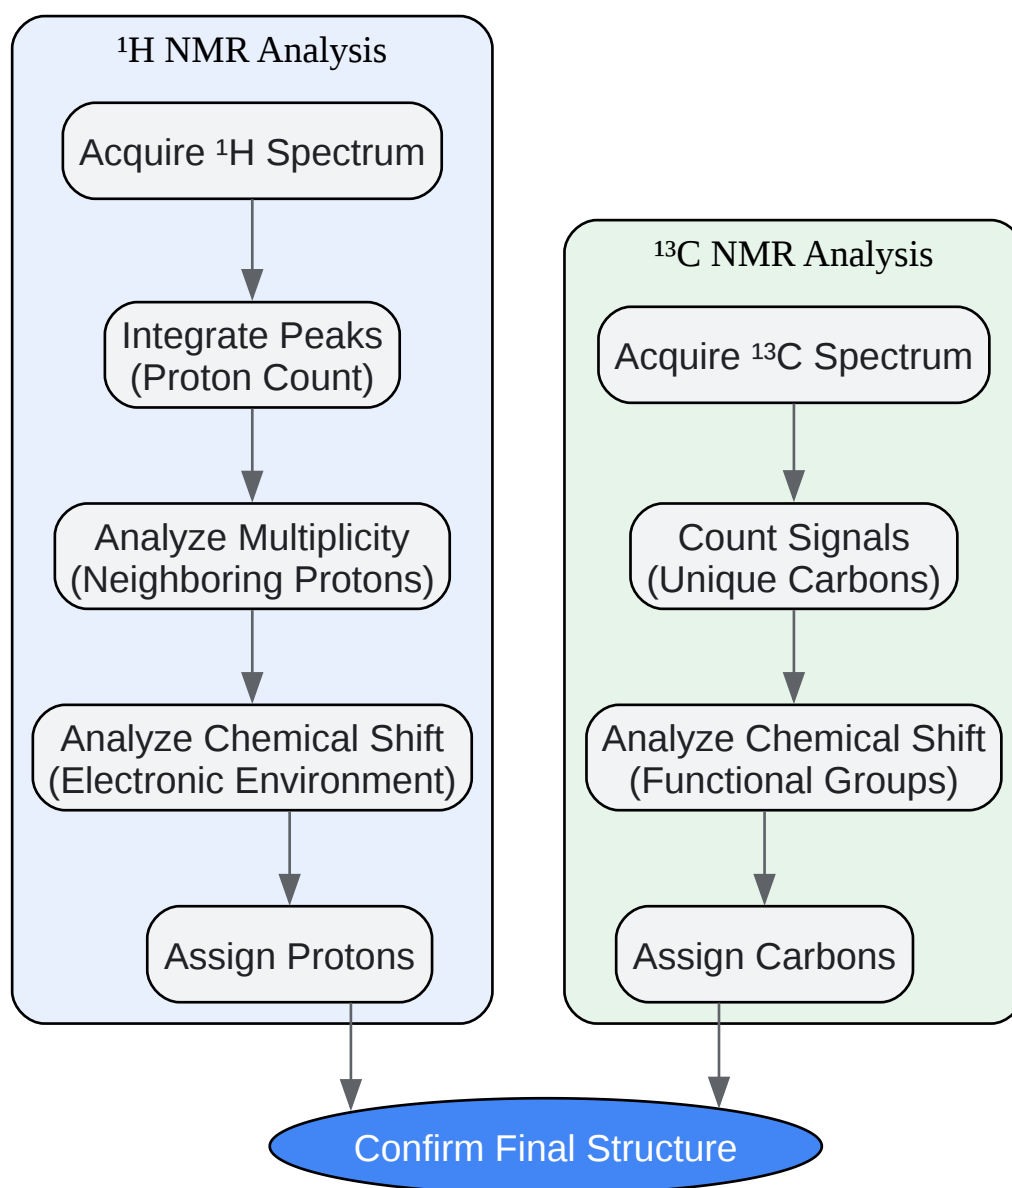 ¹H NMR Analysis
Acquire ¹H Spectrum
Integrate Peaks
(Proton Count)
Analyze Multiplicity
(Neighboring Protons)
Analyze Chemical Shift
(Electronic Environment)
Assign Protons
¹³C NMR Analysis
Acquire ¹³C Spectrum
Count Signals
(Unique Carbons)
Analyze Chemical Shift
(Functional Groups)
Assign Carbons
Confirm Final Structure